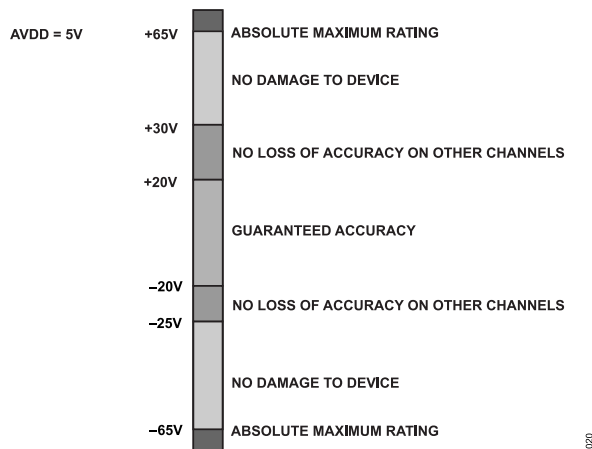 AVDD = 5V
+65V ABSOLUTE MAXIMUM RATING
NO DAMAGE TO DEVICE
+30V
NO LOSS OF ACCURACY ON OTHER CHANNELS
+20V
GUARANTEED ACCURACY
–20V
NO LOSS OF ACCURACY ON OTHER CHANNELS
–25V
NO DAMAGE TO DEVICE
–65V ABSOLUTE MAXIMUM RATING
020